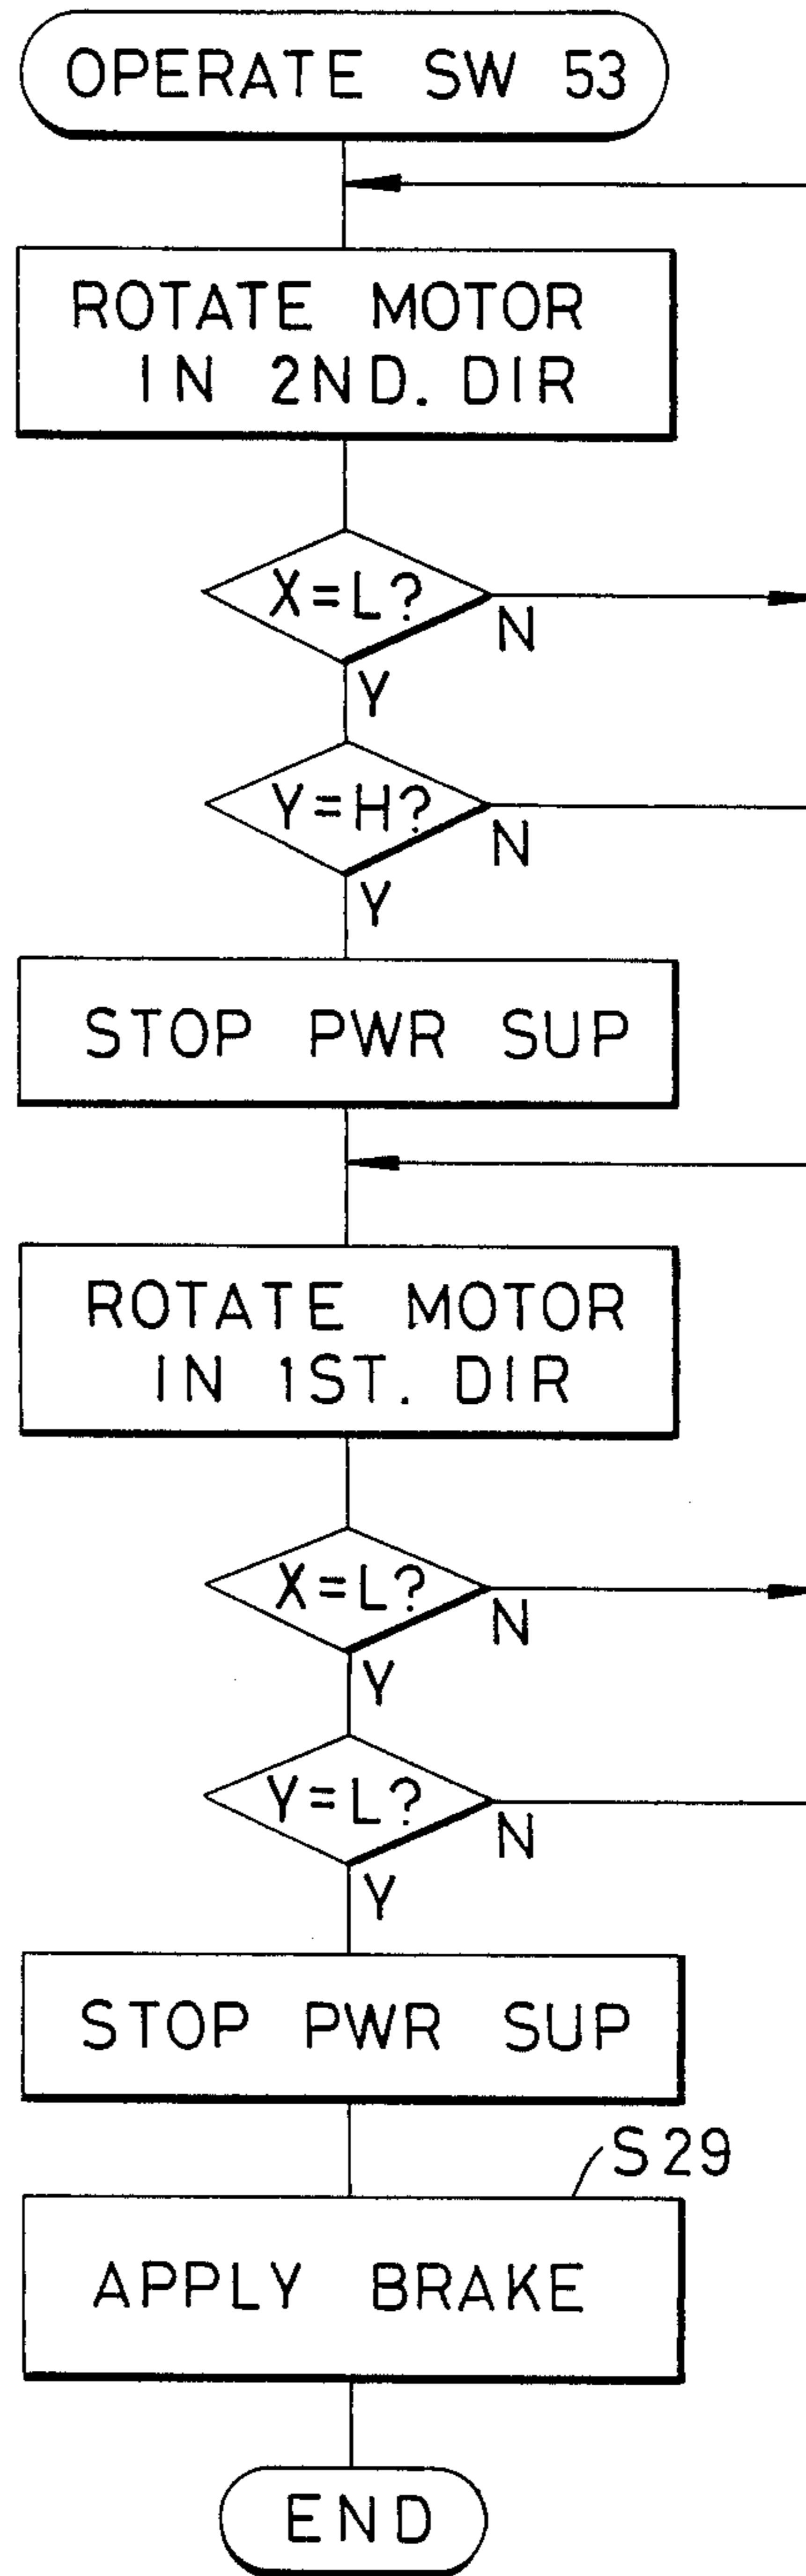 OPERATE SW 53
ROTATE MOTOR
IN 2ND. DIR
X=L?
N
Y
Y=H?
N
Y
STOP PWR SUP
ROTATE MOTOR
IN 1ST. DIR
X=L?
N
Y
Y=L?
N
Y
STOP PWR SUP
S29
APPLY BRAKE
END